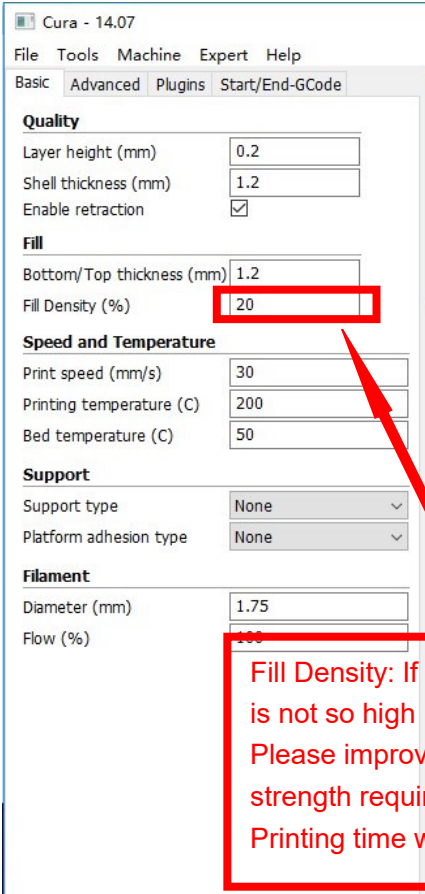 Cura - 14.07
File Tools Machine Expert Help
Basic Advanced Plugins Start/End-GCode
Quality
Layer height (mm) 0.2
Shell thickness (mm) 1.2
Enable retraction
Fill
Bottom/Top thickness (mm) 1.2
Fill Density (%) 20
Speed and Temperature
Print speed (mm/s) 30
Printing temperature (C) 200
Bed temperature (C) 50
Support
Support type None
Platform adhesion type None
Filament
Diameter (mm) 1.75
Flow (%) 100
Fill Density: If
is not so high
Please improv
strength requi
Printing time